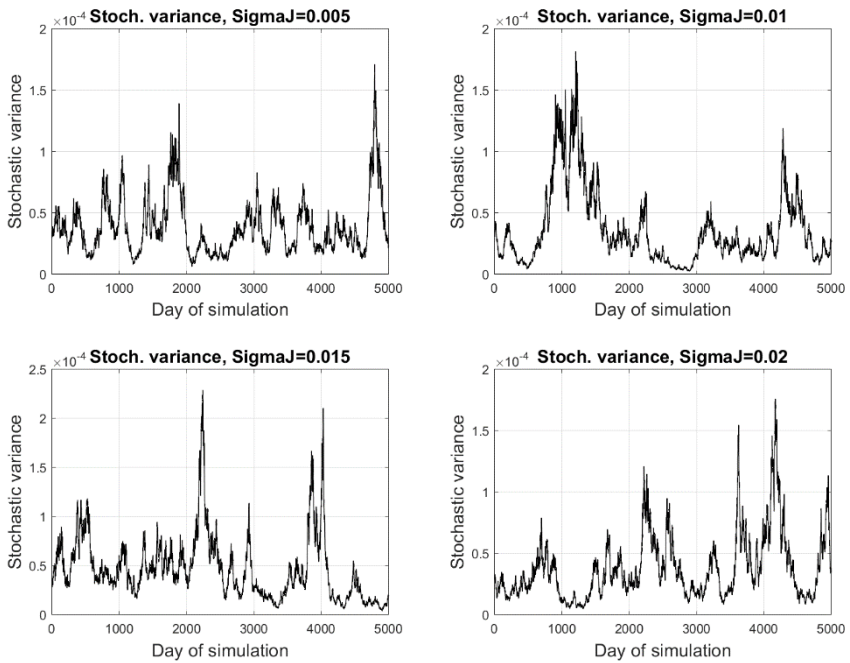 ×10⁻⁴ Stoch. variance, SigmaJ=0.005
2
1.5
1
0.5
0
Stochastic variance
0 1000 2000 3000 4000 5000
Day of simulation
×10⁻⁴ Stoch. variance, SigmaJ=0.01
2
1.5
1
0.5
0
Stochastic variance
0 1000 2000 3000 4000 5000
Day of simulation
×10⁻⁴ Stoch. variance, SigmaJ=0.015
2.5
2
1.5
1
0.5
0
Stochastic variance
0 1000 2000 3000 4000 5000
Day of simulation
×10⁻⁴ Stoch. variance, SigmaJ=0.02
2
1.5
1
0.5
0
Stochastic variance
0 1000 2000 3000 4000 5000
Day of simulation